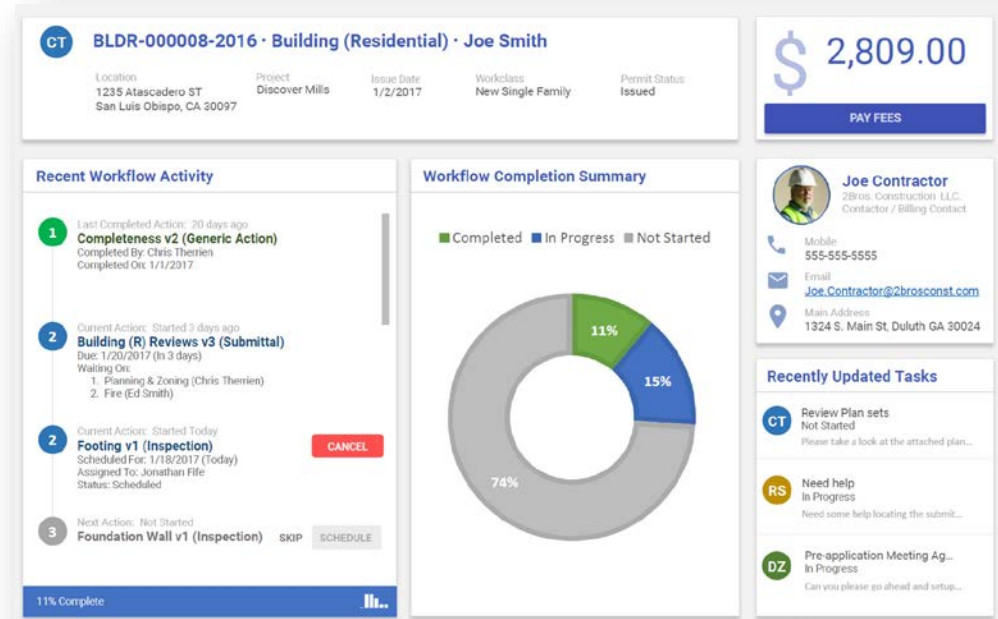 CT
BLDR-000008-2016 · Building (Residential) · Joe Smith
Location
1235 Atascadero ST
San Luis Obispo, CA 30097
Project
Discover Mills
Issue Date
1/2/2017
Workclass
New Single Family
Permit Status
Issued
$ 2,809.00
PAY FEES
Recent Workflow Activity
1
Last Completed Action: 20 days ago
Completeness v2 (Generic Action)
Completed By: Chris Therrien
Completed On: 1/1/2017
2
Current Action: Started 3 days ago
Building (R) Reviews v3 (Submittal)
Due: 1/20/2017 (In 3 days)
Waiting On:
1. Planning & Zoning (Chris Therrien)
2. Fire (Ed Smith)
2
Current Action: Started Today
Footing v1 (Inspection)
Scheduled For: 1/18/2017 (Today)
Assigned To: Jonathan Fife
Status: Scheduled
CANCEL
3
Next Action: Not Started
Foundation Wall v1 (Inspection)
SKIP
SCHEDULE
11% Complete
Workflow Completion Summary
Completed In Progress Not Started
11%
15%
74%
Joe Contractor
2Bros. Construction LLC.
Contactor / Billing Contact
Mobile
555-555-5555
Email
Joe.Contractor@2brosconst.com
Main Address
1324 S. Main St, Duluth GA 30024
Recently Updated Tasks
CT
Review Plan sets
Not Started
Please take a look at the attached plan...
RS
Need help
In Progress
Need some help locating the submit...
DZ
Pre-application Meeting Ag...
In Progress
Can you please go ahead and setup...